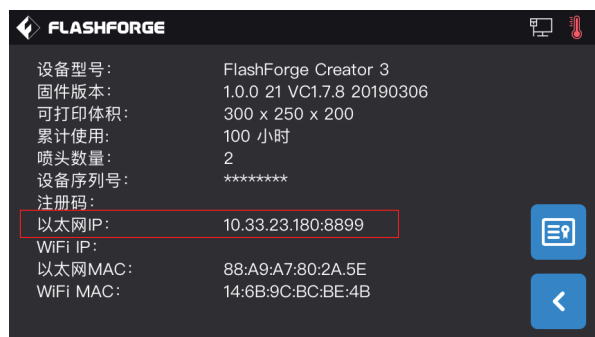 FLASHFORGE
设备型号: FlashForge Creator 3
固件版本: 1.0.0 21 VC1.7.8 20190306
可打印体积: 300 x 250 x 200
累计使用: 100 小时
喷头数量: 2
设备序列号: ********
注册码:
以太网IP: 10.33.23.180:8899
WiFi IP:
以太网MAC: 88:A9:A7:80:2A.5E
WiFi MAC: 14:6B:9C:BC:BE:4B